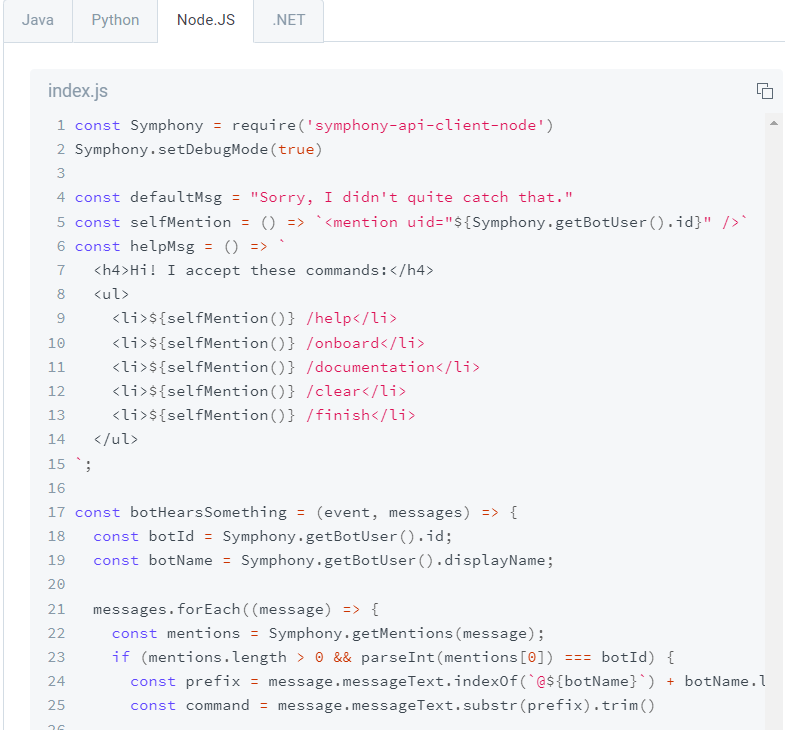 Java Python Node.JS .NET
index.js
1 const Symphony = require('symphony-api-client-node')
2 Symphony.setDebugMode(true)
3
4 const defaultMsg = "Sorry, I didn't quite catch that."
5 const selfMention = () => `<mention uid="${Symphony.getBotUser().id}" />`
6 const helpMsg = () => `
7   <h4>Hi! I accept these commands:</h4>
8   <ul>
9     <li>${selfMention()} /help</li>
10     <li>${selfMention()} /onboard</li>
11     <li>${selfMention()} /documentation</li>
12     <li>${selfMention()} /clear</li>
13     <li>${selfMention()} /finish</li>
14   </ul>
15 `;
16
17 const botHearsSomething = (event, messages) => {
18   const botId = Symphony.getBotUser().id;
19   const botName = Symphony.getBotUser().displayName;
20
21   messages.forEach((message) => {
22     const mentions = Symphony.getMentions(message);
23     if (mentions.length > 0 && parseInt(mentions[0]) === botId) {
24       const prefix = message.messageText.indexOf(`@${botName}`) + botName.l
25       const command = message.messageText.substr(prefix).trim()